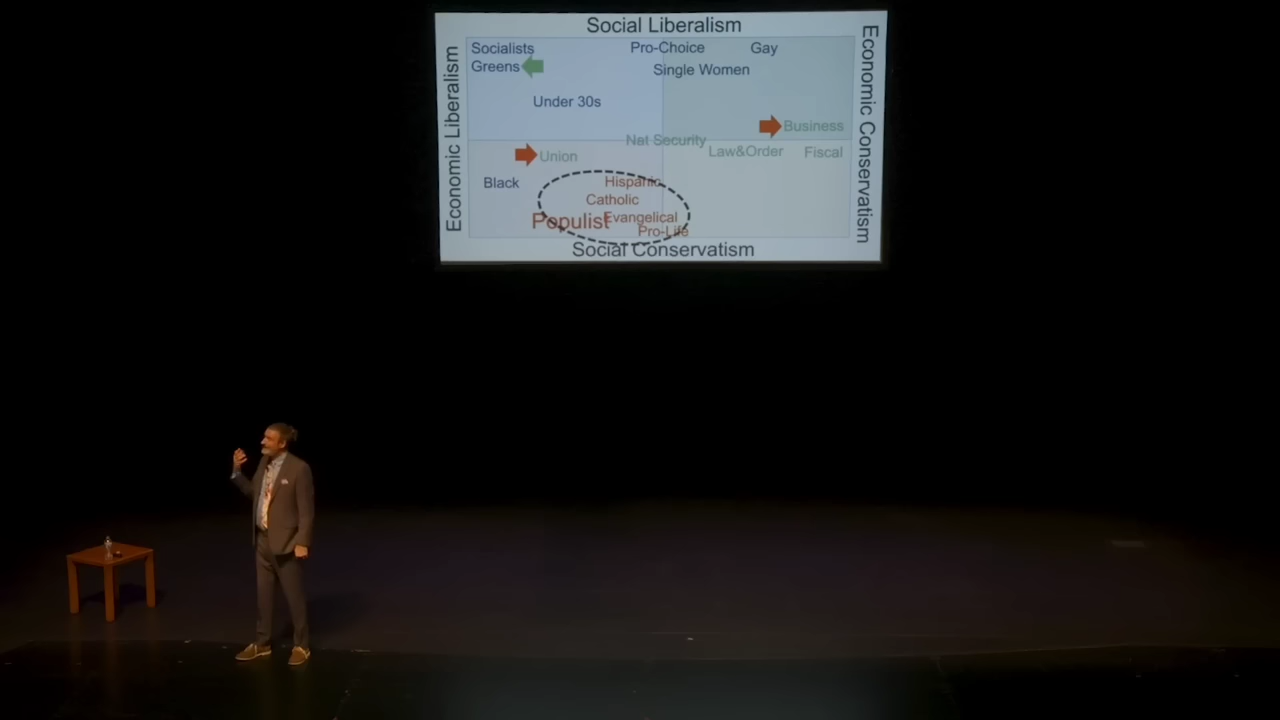 Social Liberalism
Economic Liberalism
Economic Conservatism
Socialists
Pro-Choice
Gay
Greens
Single Women
Under 30s
Business
Nat Security
Law&Order
Fiscal
Union
Black
Hispanic
Catholic
Populist
Evangelical
Pro-Life
Social Conservatism